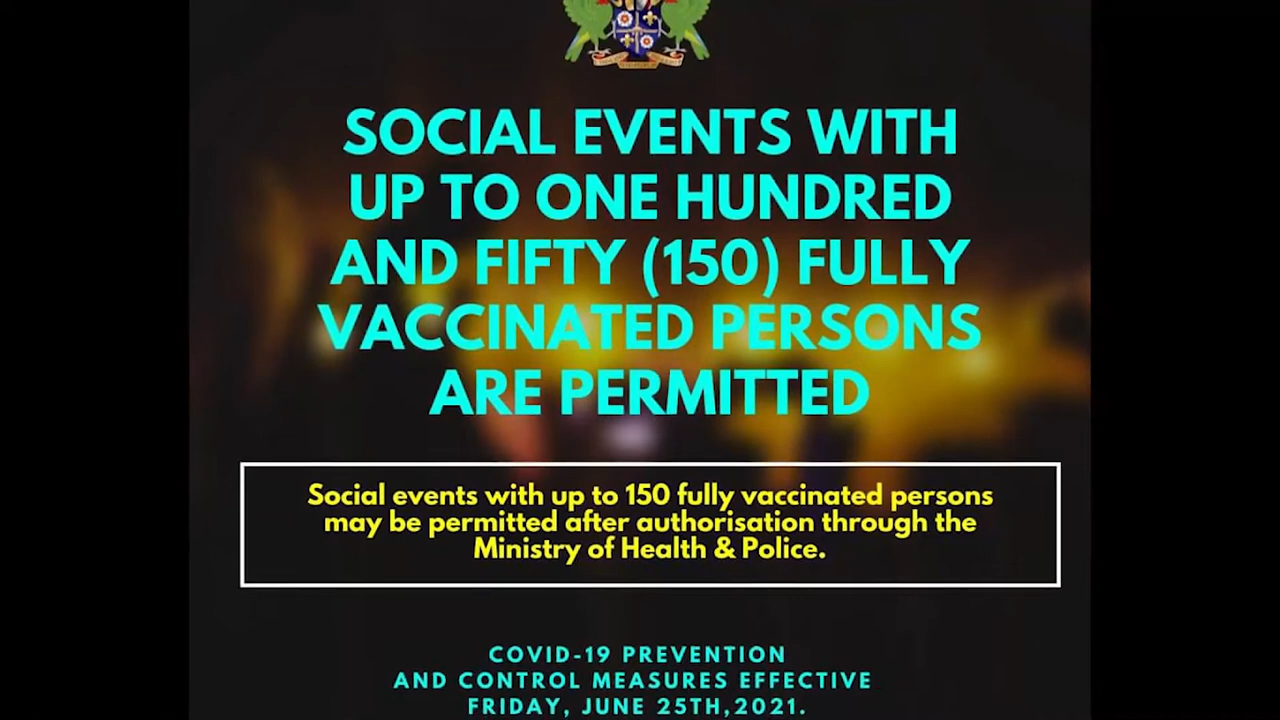 SOCIAL EVENTS WITH
UP TO ONE HUNDRED
AND FIFTY (150) FULLY
VACCINATED PERSONS
ARE PERMITTED
Social events with up to 150 fully vaccinated persons
may be permitted after authorisation through the
Ministry of Health & Police.
COVID-19 PREVENTION
AND CONTROL MEASURES EFFECTIVE
FRIDAY, JUNE 25TH,2021.